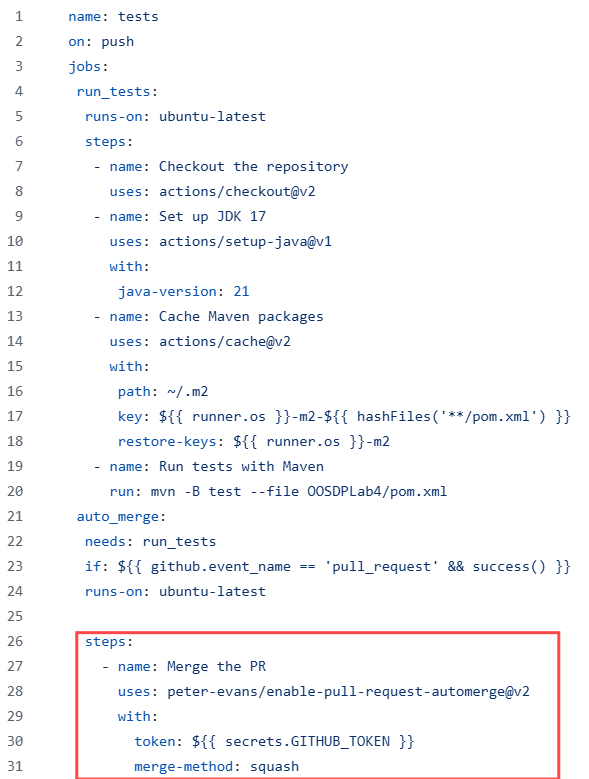 1 name: tests
2 on: push
3 jobs:
4 run_tests:
5 runs-on: ubuntu-latest
6 steps:
7 - name: Checkout the repository
8 uses: actions/checkout@v2
9 - name: Set up JDK 17
10 uses: actions/setup-java@v1
11 with:
12 java-version: 21
13 - name: Cache Maven packages
14 uses: actions/cache@v2
15 with:
16 path: ~/.m2
17 key: ${{ runner.os }}-m2-${{ hashFiles('**/pom.xml') }}
18 restore-keys: ${{ runner.os }}-m2
19 - name: Run tests with Maven
20 run: mvn -B test --file OOSDPLab4/pom.xml
21 auto_merge:
22 needs: run_tests
23 if: ${{ github.event_name == 'pull_request' && success() }}
24 runs-on: ubuntu-latest
25
26 steps:
27 - name: Merge the PR
28 uses: peter-evans/enable-pull-request-automerge@v2
29 with:
30 token: ${{ secrets.GITHUB_TOKEN }}
31 merge-method: squash